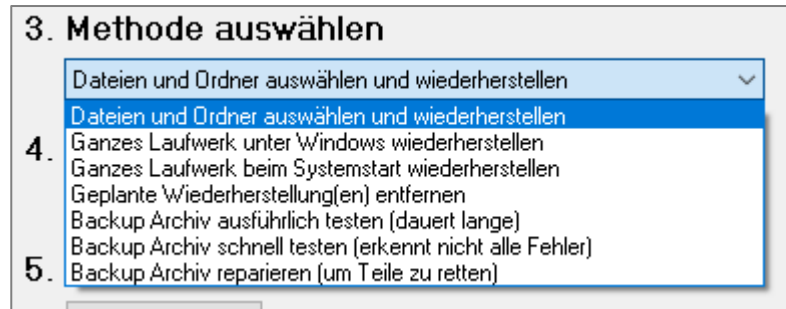 3. Methode auswählen
Dateien und Ordner auswählen und wiederherstellen
Dateien und Ordner auswählen und wiederherstellen
4. Ganzes Laufwerk unter Windows wiederherstellen
Ganzes Laufwerk beim Systemstart wiederherstellen
Geplante Wiederherstellung(en) entfernen
Backup Archiv ausführlich testen (dauert lange)
Backup Archiv schnell testen (erkennt nicht alle Fehler)
5. Backup Archiv reparieren (um Teile zu retten)